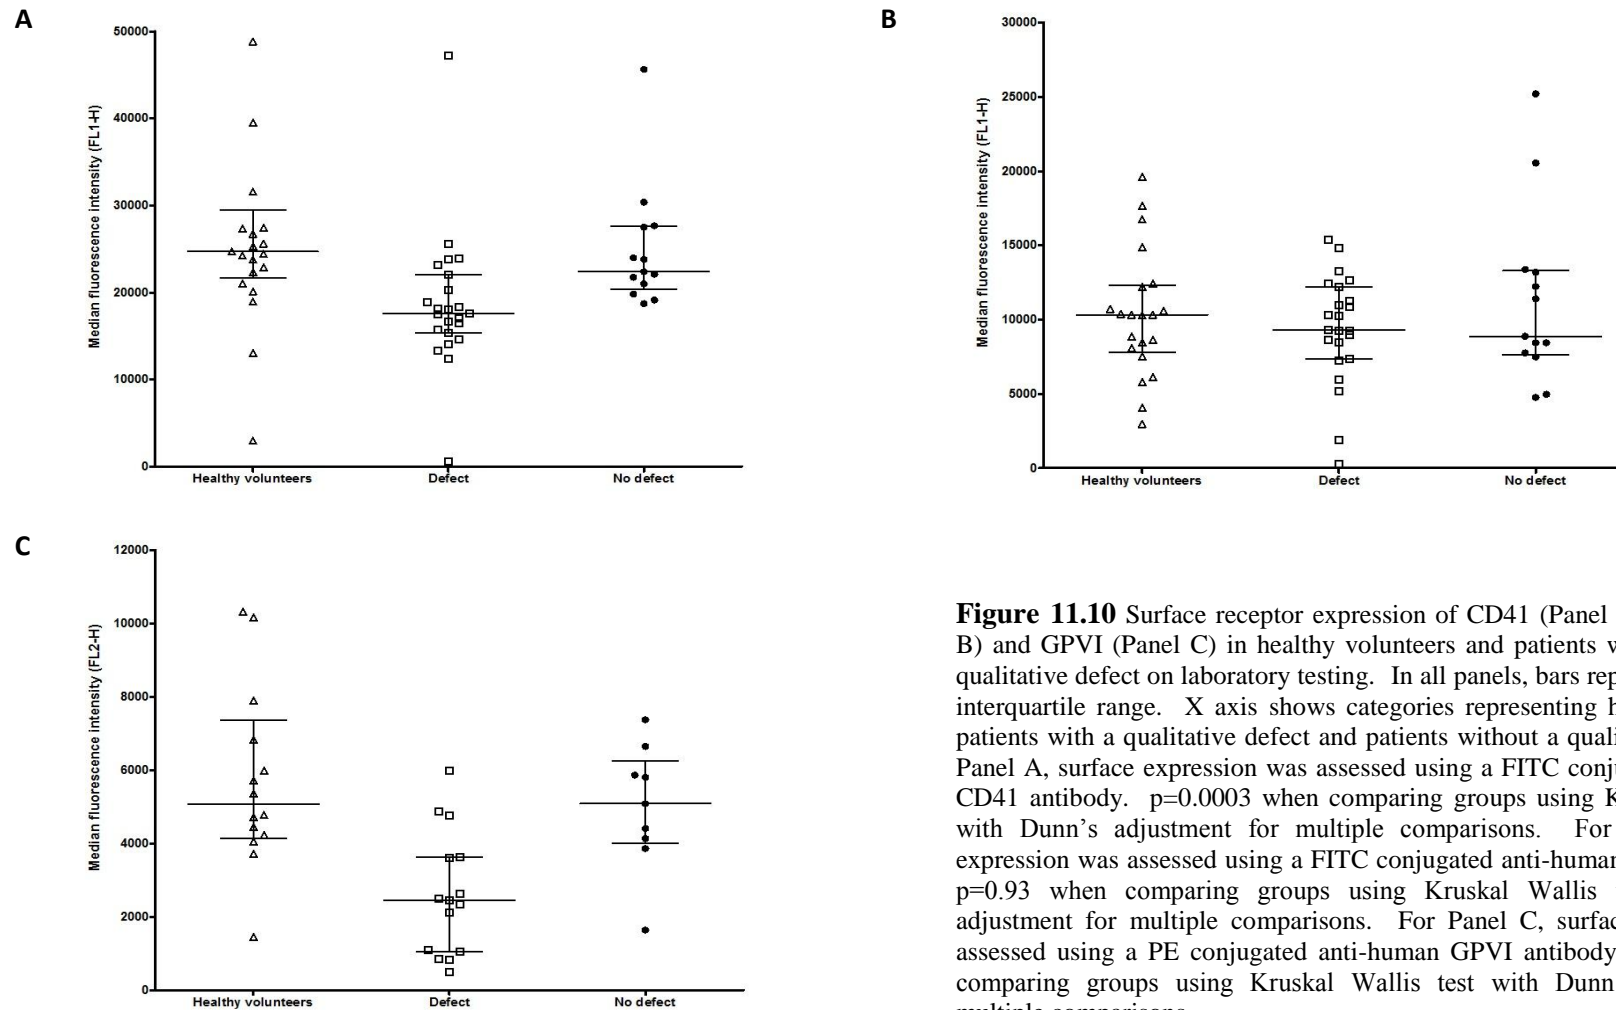 A
50000
40000
30000
20000
10000
0
Median fluorescence intensity (FL1-H)
Healthy volunteers Defect No defect
B
30000
25000
20000
15000
10000
5000
0
Median fluorescence intensity (FL1-H)
Healthy volunteers Defect No defect
C
12000
10000
8000
6000
4000
2000
0
Median fluorescence intensity (FL2-H)
Healthy volunteers Defect No defect
Figure 11.10 Surface receptor expression of CD41 (Panel
B) and GPVI (Panel C) in healthy volunteers and patients
qualitative defect on laboratory testing. In all panels, bars
interquartile range. X axis shows categories representing
patients with a qualitative defect and patients without a
Panel A, surface expression was assessed using a FITC
CD41 antibody. p=0.0003 when comparing groups using
with Dunn's adjustment for multiple comparisons. For
expression was assessed using a FITC conjugated anti-human
p=0.93 when comparing groups using Kruskal Wallis
adjustment for multiple comparisons. For Panel C,
assessed using a PE conjugated anti-human GPVI antibody
comparing groups using Kruskal Wallis test with Dunn
multiple comparisons